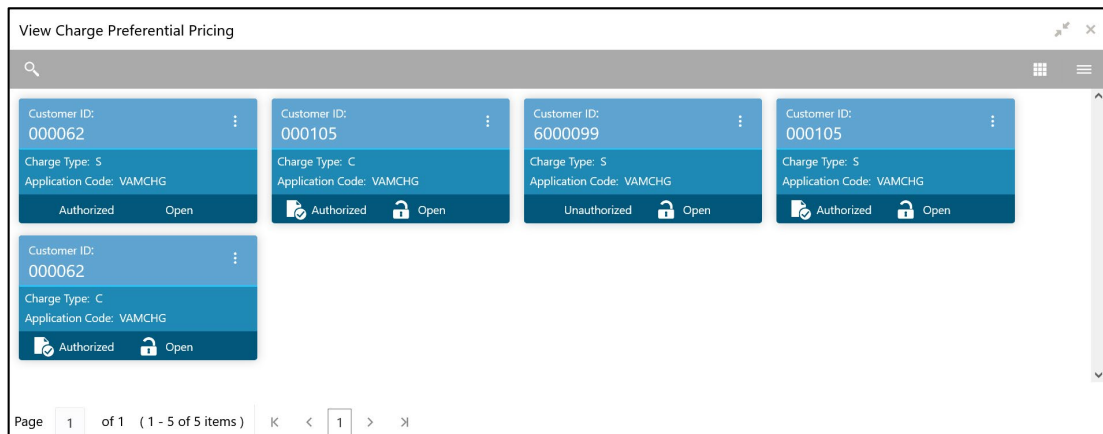 View Charge Preferential Pricing
Customer ID:
000062
Charge Type: S
Application Code: VAMCHG
Authorized Open
Customer ID:
000105
Charge Type: C
Application Code: VAMCHG
Authorized Open
Customer ID:
6000099
Charge Type: S
Application Code: VAMCHG
Unauthorized Open
Customer ID:
000105
Charge Type: S
Application Code: VAMCHG
Authorized Open
Customer ID:
000062
Charge Type: C
Application Code: VAMCHG
Authorized Open
Page 1 of 1 ( 1 - 5 of 5 items ) 1